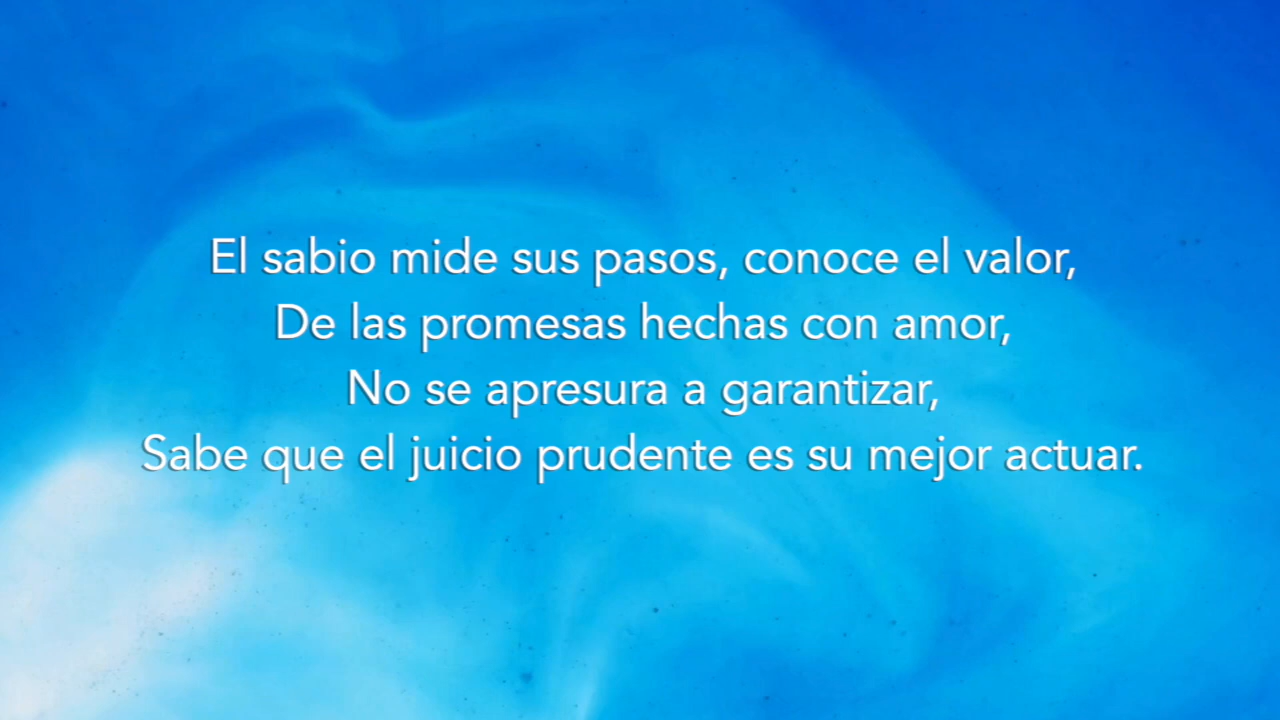 El sabio mide sus pasos, conoce el valor,
De las promesas hechas con amor,
No se apresura a garantizar,
Sabe que el juicio prudente es su mejor actuar.